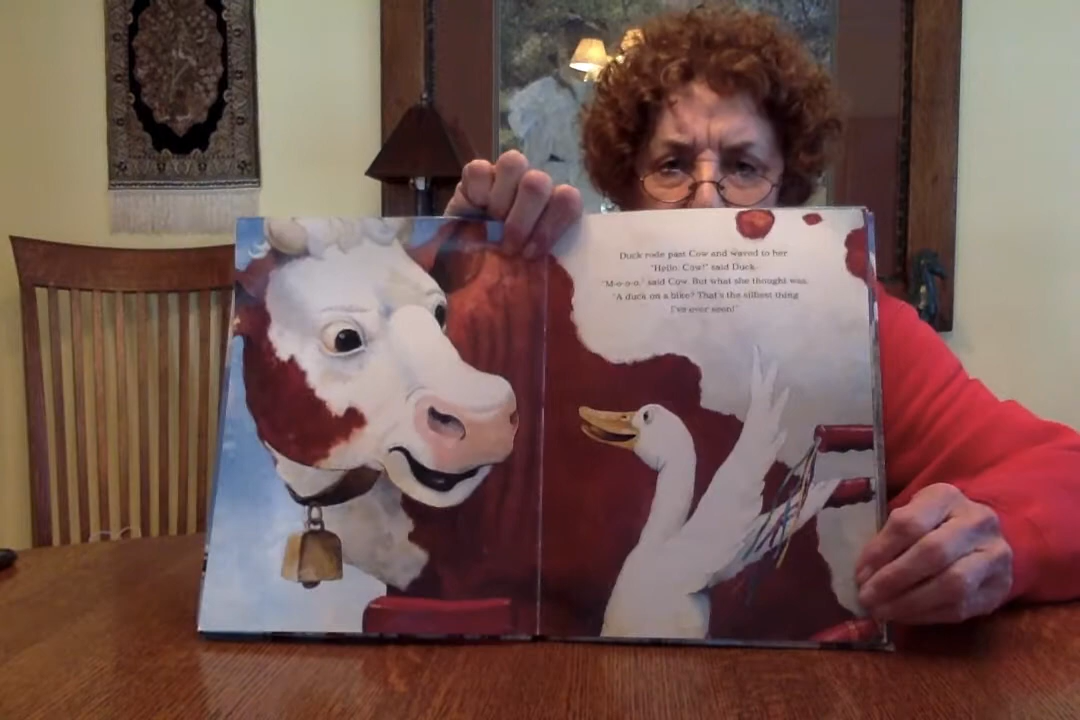 Duck rode past Cow and waved to her.
"Hello, Cow!" said Duck.
"M-o-o-o," said Cow. But what she thought was,
"A duck on a bike? That's the silliest thing
I've ever seen!"